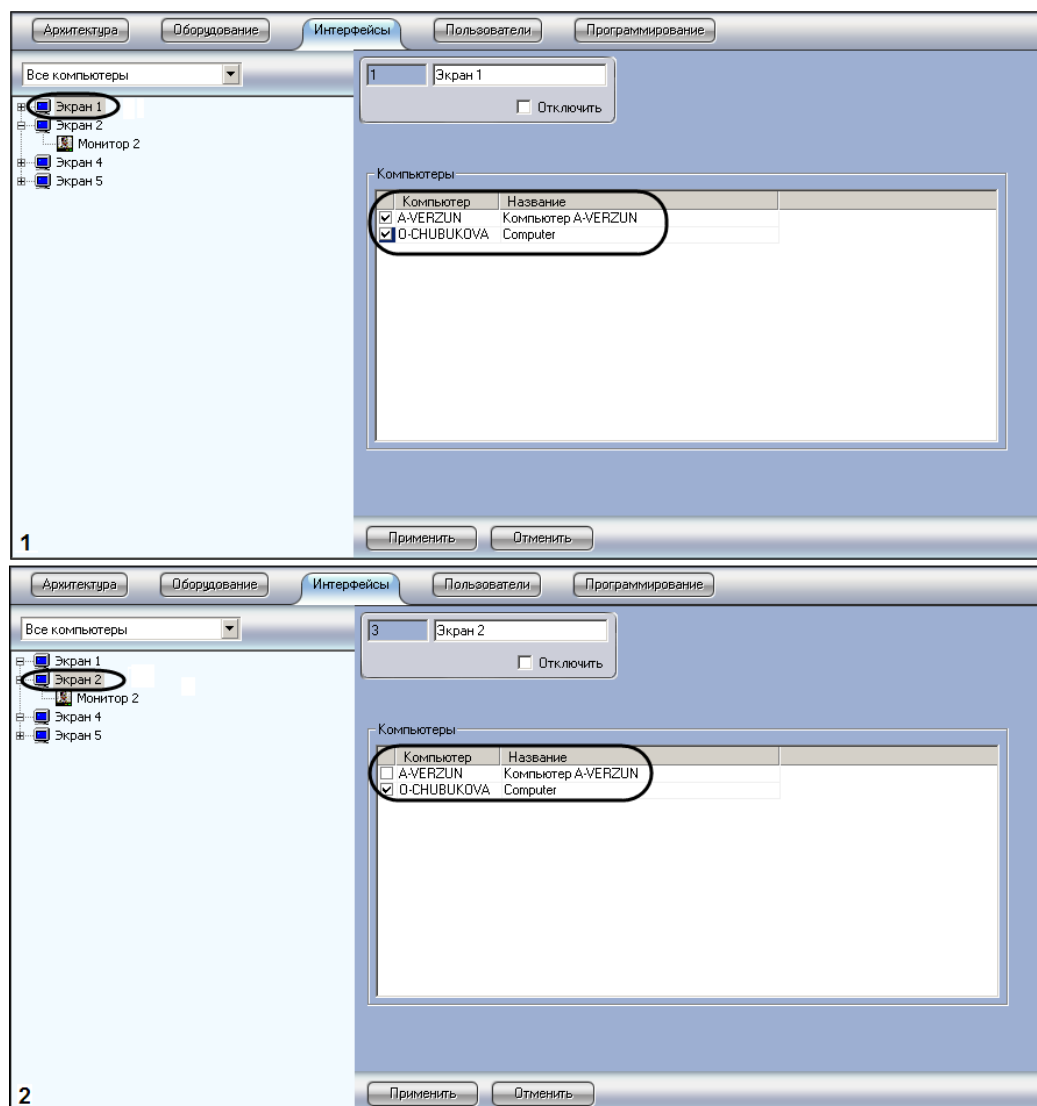 Архитектура Оборудование Интерфейсы Пользователи Программирование
Все компьютеры
1 Экран 1
Отключить
Экран 1
Экран 2
Монитор 2
Экран 4
Экран 5
Компьютеры
Компьютер Название
A-VERZUN Компьютер A-VERZUN
O-CHUBUKOVA Computer
Применить Отменить
1
Архитектура Оборудование Интерфейсы Пользователи Программирование
Все компьютеры
3 Экран 2
Отключить
Экран 1
Экран 2
Монитор 2
Экран 4
Экран 5
Компьютеры
Компьютер Название
A-VERZUN Компьютер A-VERZUN
O-CHUBUKOVA Computer
Применить Отменить
2